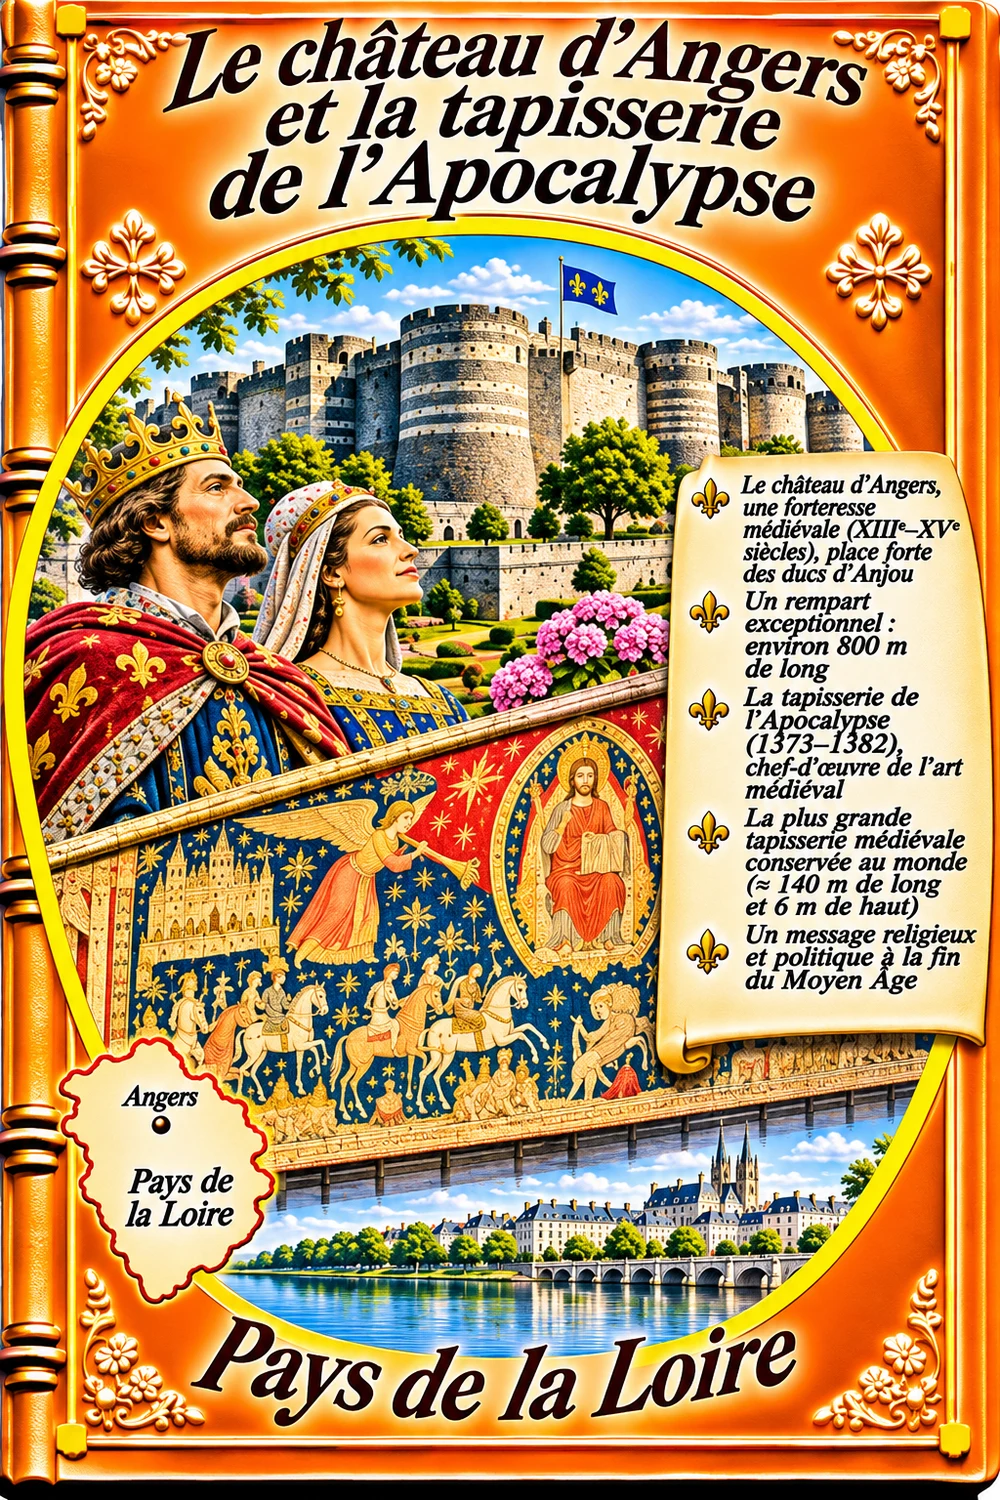 Le château d'Angers
et la tapisserie
de l'Apocalypse
Le château d'Angers,
une forteresse
médiévale (XIIIᵉ–XVᵉ
siècles), place forte
des ducs d'Anjou
Un rempart
exceptionnel :
environ 800 m
de long
La tapisserie de
l'Apocalypse
(1373–1382),
chef-d'œuvre de l'art
médiéval
La plus grande
tapisserie médiévale
conservée au monde
(≈ 140 m de long
et 6 m de haut)
Un message religieux
et politique à la fin
du Moyen Âge
Angers
Pays de
la Loire
Pays de la Loire